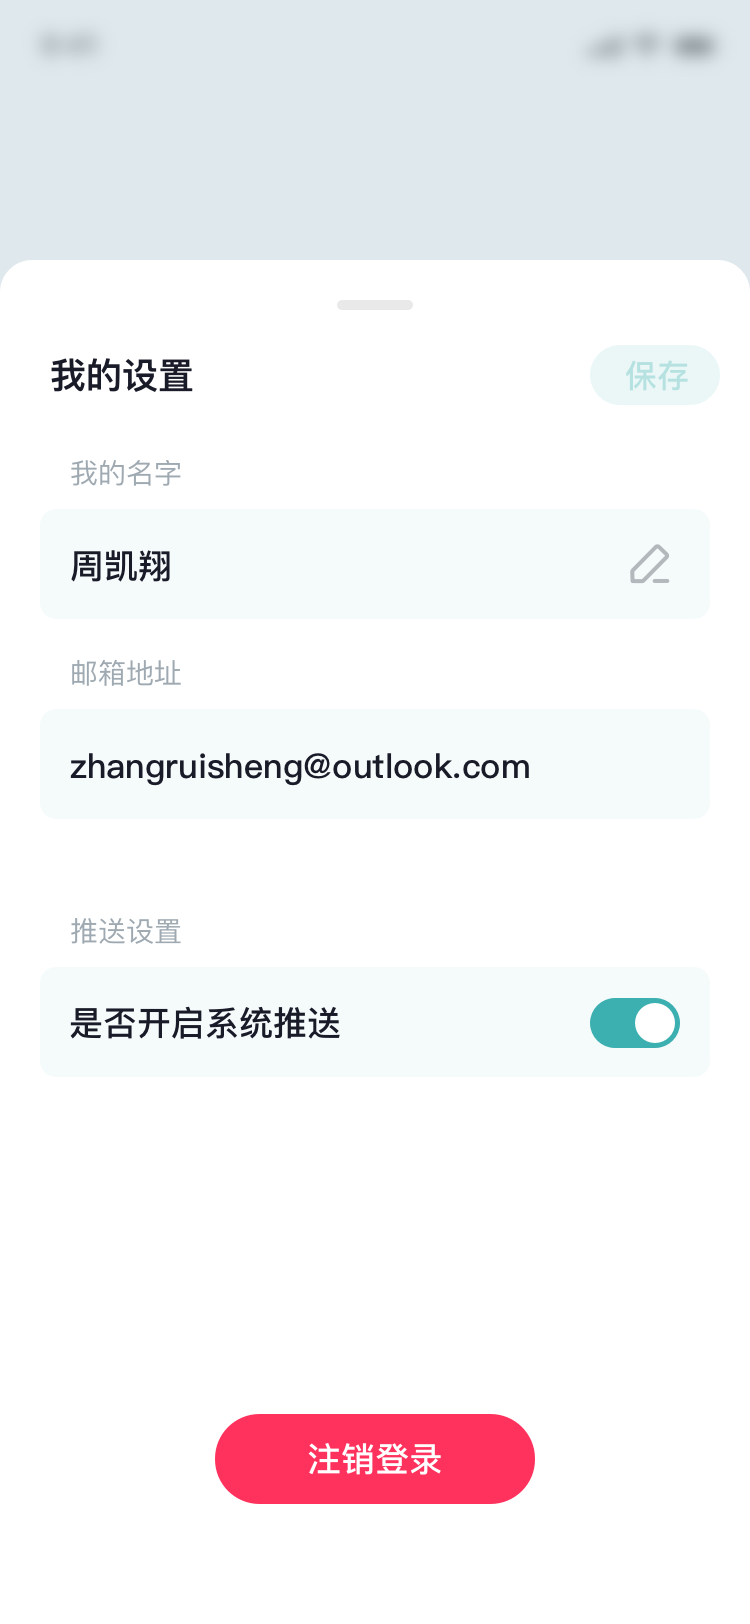 我的设置
保存
我的名字
周凯翔
邮箱地址
zhangruisheng@outlook.com
推送设置
是否开启系统推送
注销登录